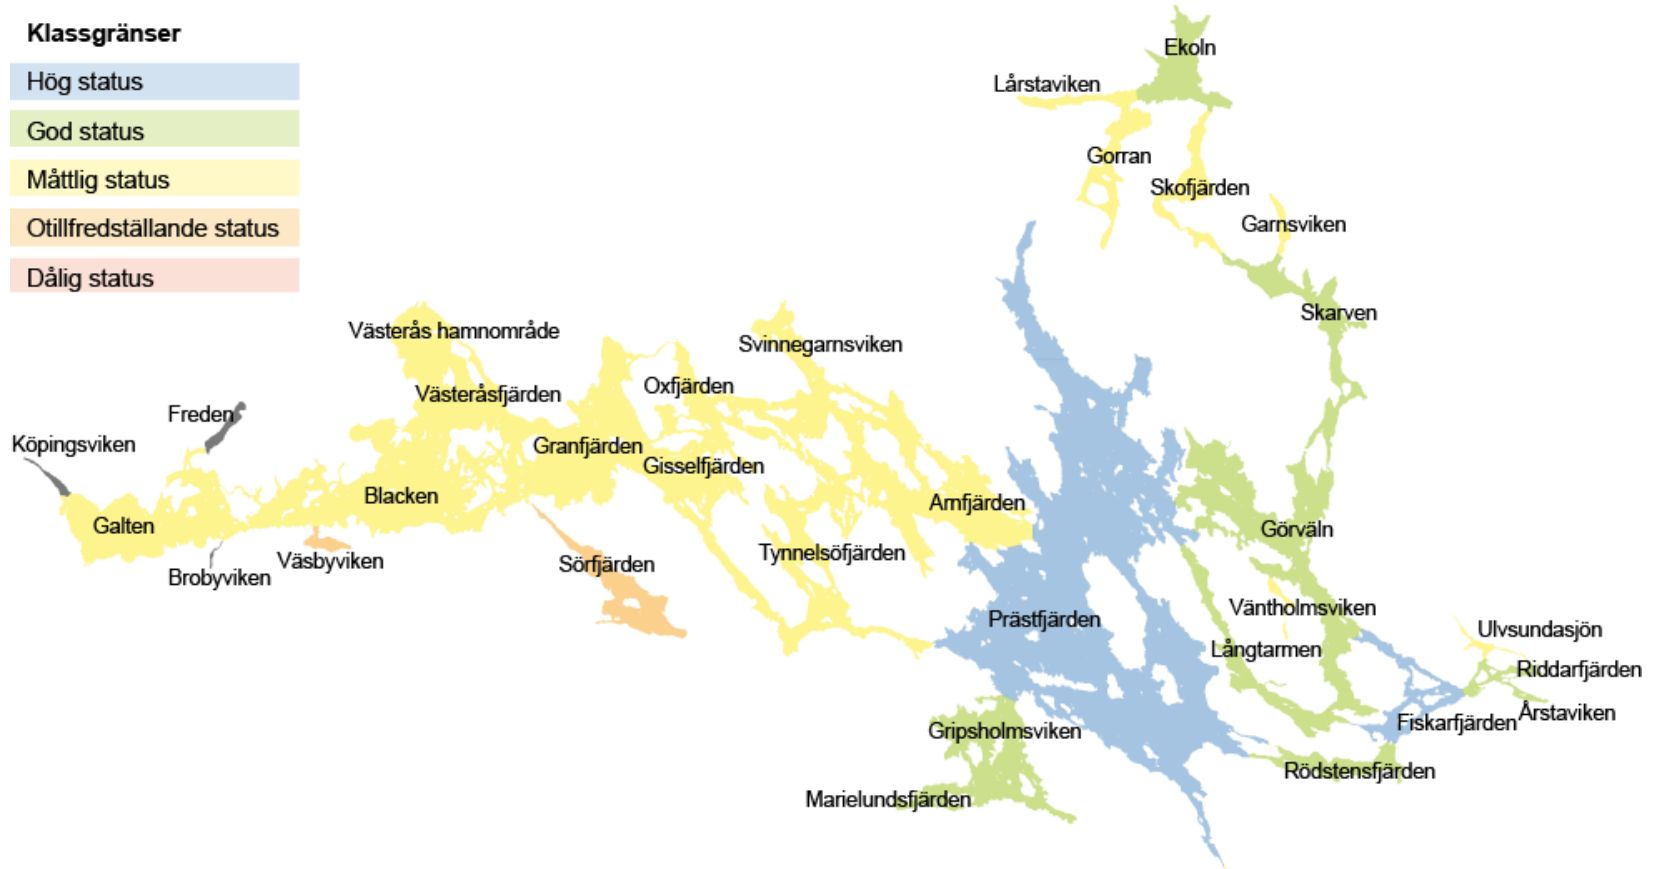 Klassgränser
Hög status
God status
Måttlig status
Otillfredställande status
Dålig status
Ekoln
Lårstaviken
Gorran
Skofjärden
Garnsviken
Skarven
Västerås hamnområde
Svinnegarnsviken
Oxfjärden
Västeråsfjärden
Freden
Köpingsviken
Granfjärden
Gisselfjärden
Blacken
Arnfjärden
Galten
Görväln
Tynnelsöfjärden
Väsbyviken
Sörfjärden
Brobyviken
Väntholmsviken
Prästfjärden
Ulvsundasjön
Långtarmen
Riddarfjärden
Årstaviken
Fiskarfjärden
Gripsholmsviken
Rödstensfjärden
Marielundsfjärden